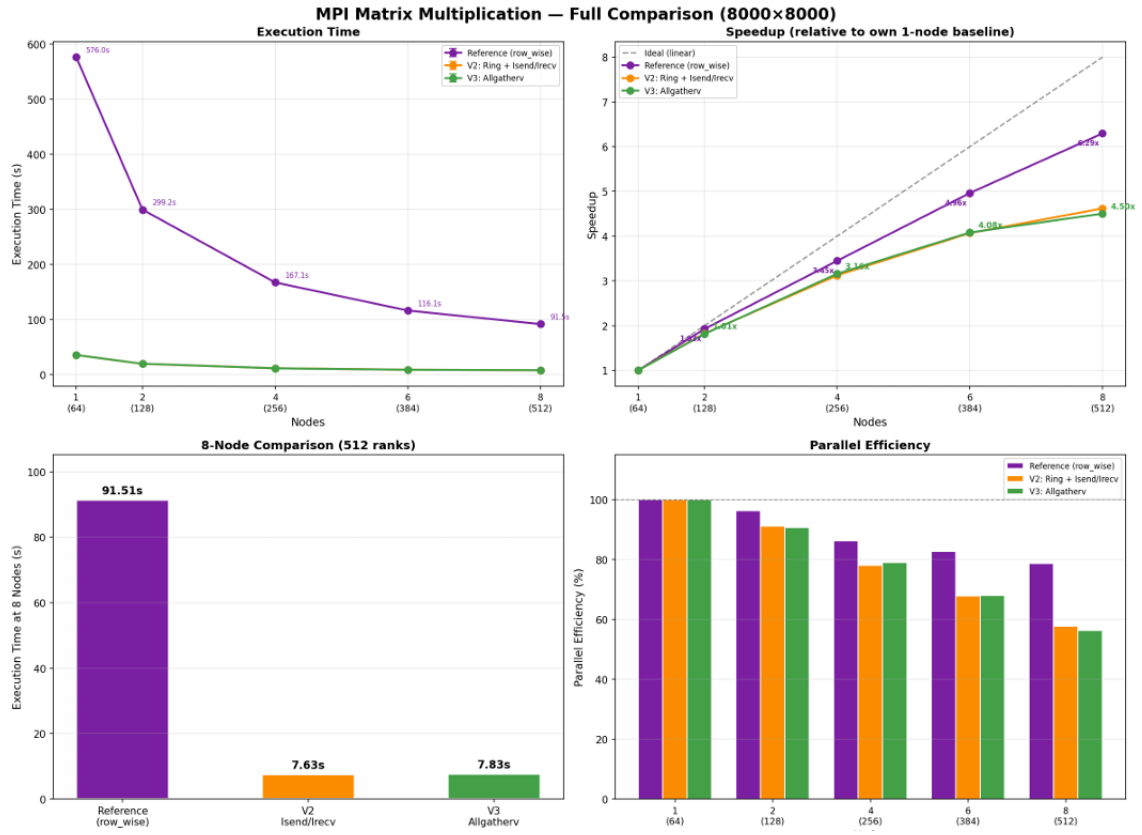 MPI Matrix Multiplication — Full Comparison (8000×8000)
Execution Time
600
500
400
300
200
100
0
Execution Time (s)
576.0s
299.2s
167.1s
116.1s
91.5s
Reference (row_wise)
V2: Ring + Isend/Irecv
V3: Allgatherv
1
(64)
2
(128)
4
(256)
6
(384)
8
(512)
Nodes
Speedup (relative to own 1-node baseline)
8
7
6
5
4
3
2
1
Speedup
Ideal (linear)
Reference (row_wise)
V2: Ring + Isend/Irecv
V3: Allgatherv
3.16x
4.96x
4.08x
6.29x
4.50x
1
(64)
2
(128)
4
(256)
6
(384)
8
(512)
Nodes
8-Node Comparison (512 ranks)
100
80
60
40
20
0
Execution Time at 8 Nodes (s)
91.51s
7.63s
7.83s
Reference
(row_wise)
V2
Isend/Irecv
V3
Allgatherv
Parallel Efficiency
100
80
60
40
20
0
Parallel Efficiency (%)
Reference (row_wise)
V2: Ring + Isend/Irecv
V3: Allgatherv
1
(64)
2
(128)
4
(256)
6
(384)
8
(512)